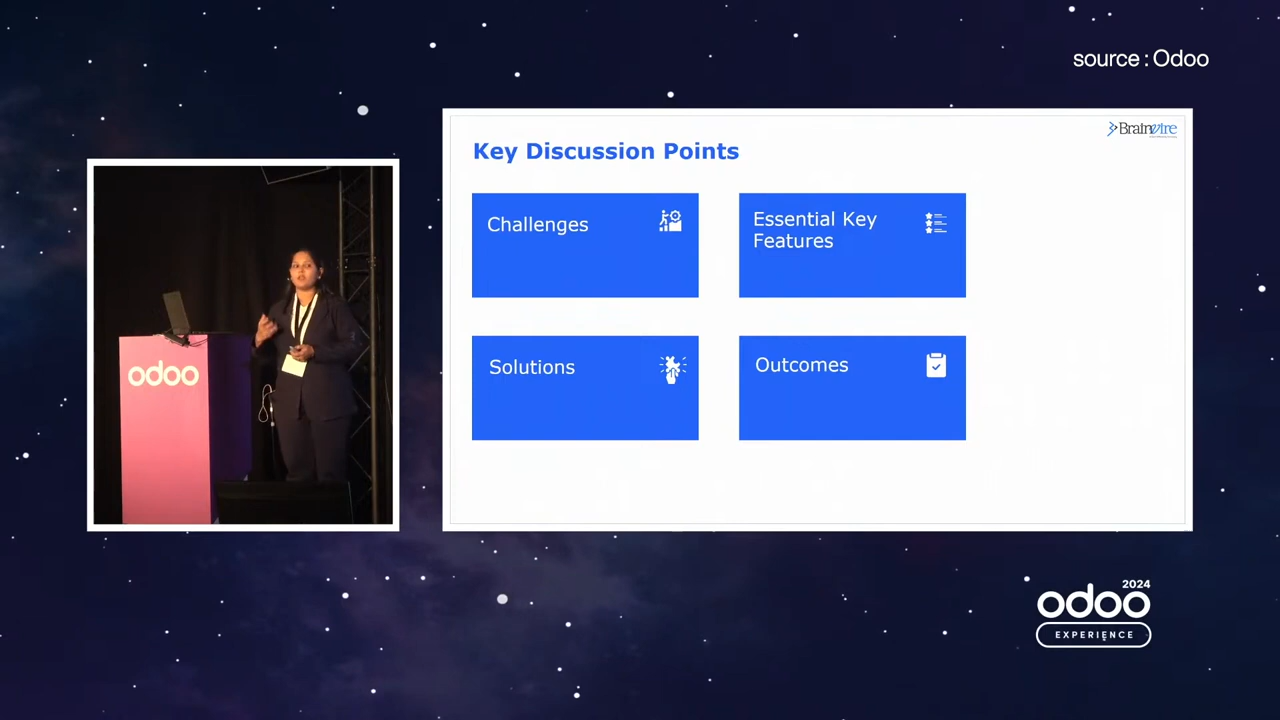 source : Odoo
Brainvire
Key Discussion Points
Challenges
Essential Key
Features
Solutions
Outcomes
odoo
2024
odoo
EXPERIENCE